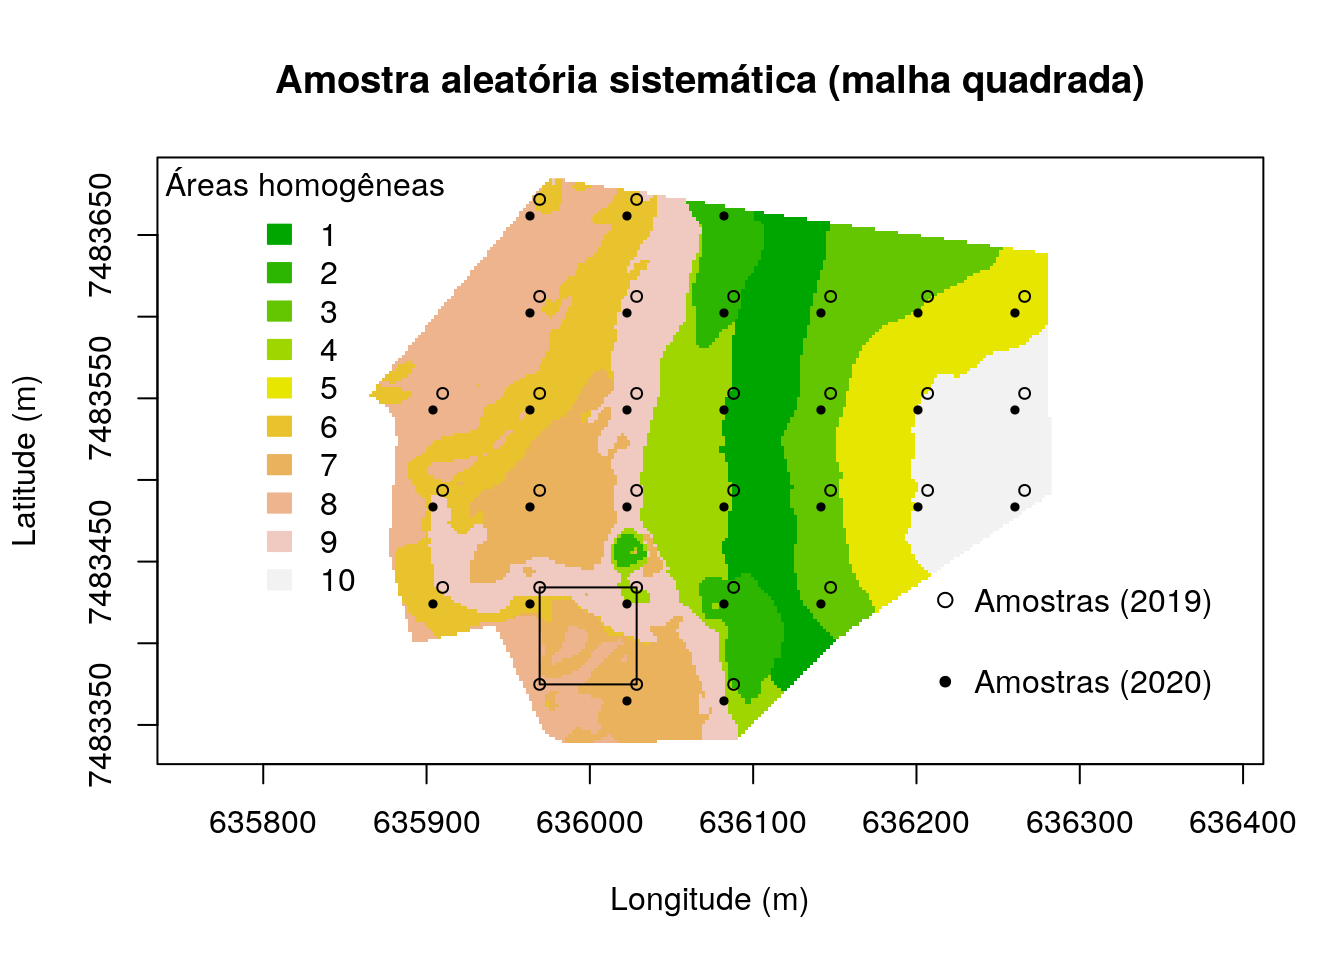 Amostra aleatória sistemática (malha quadrada)
Áreas homogêneas
1
2
3
4
5
6
7
8
9
10
Amostras (2019)
Amostras (2020)
Latitude (m)
7483650
7483550
7483450
7483350
635800 635900 636000 636100 636200 636300 636400
Longitude (m)